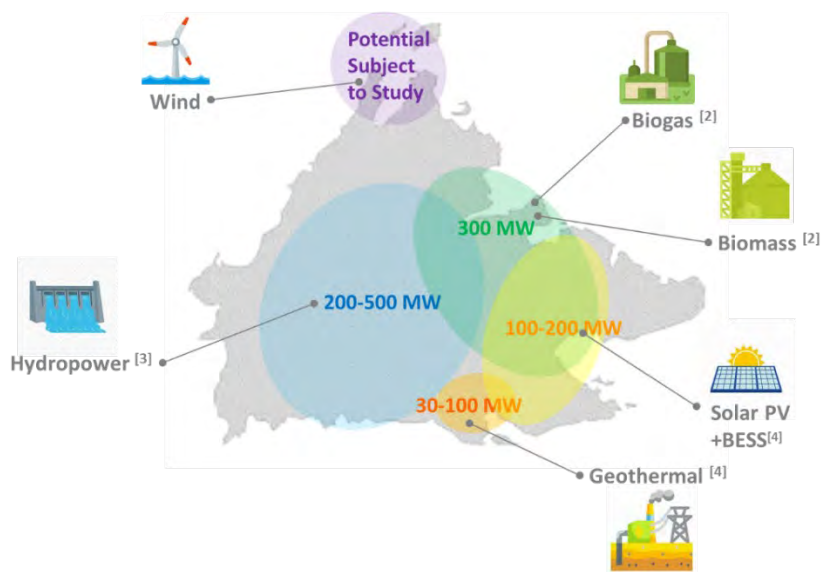 Potential
Subject
to Study
Wind
Biogas [2]
300 MW
Biomass [2]
200-500 MW
100-200 MW
Hydropower [3]
30-100 MW
Solar PV
+BESS[4]
Geothermal [4]